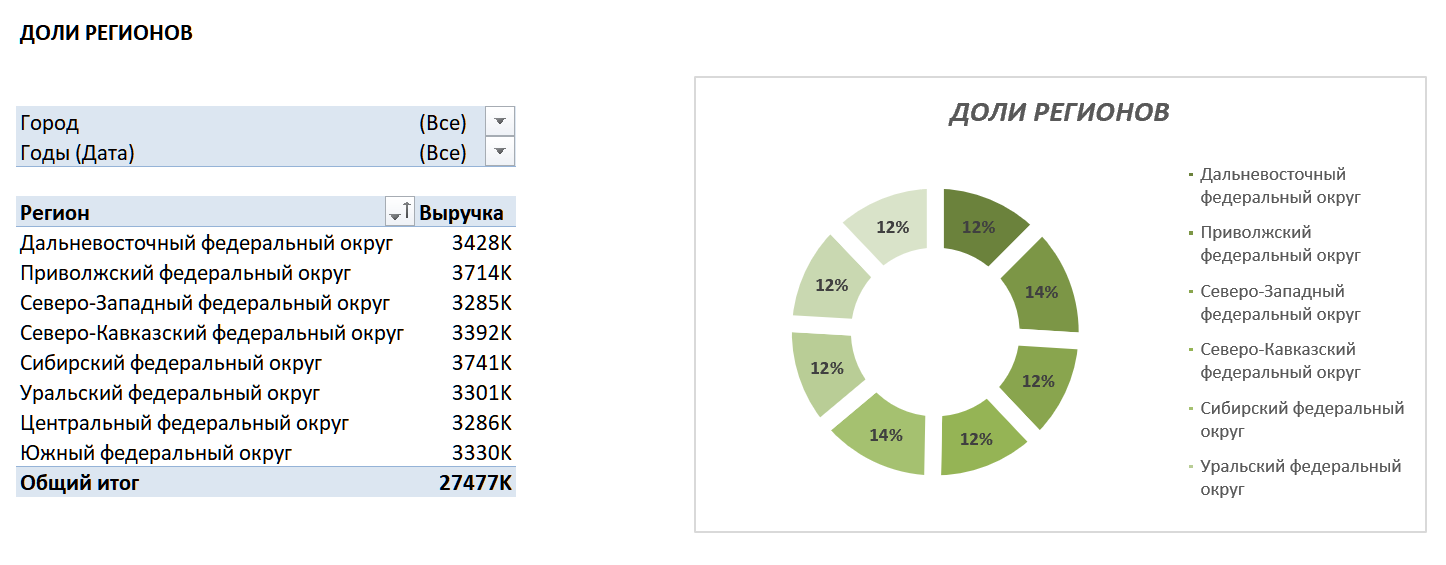 ДОЛИ РЕГИОНОВ
Город (Все)
Годы (Дата) (Все)
Регион Выручка
Дальневосточный федеральный округ 3428K
Приволжский федеральный округ 3714K
Северо-Западный федеральный округ 3285K
Северо-Кавказский федеральный округ 3392K
Сибирский федеральный округ 3741K
Уральский федеральный округ 3301K
Центральный федеральный округ 3286K
Южный федеральный округ 3330K
Общий итог 27477K
ДОЛИ РЕГИОНОВ
12%
14%
12%
12%
14%
12%
12%
12%
Дальневосточный
федеральный округ
Приволжский
федеральный округ
Северо-Западный
федеральный округ
Северо-Кавказский
федеральный округ
Сибирский федеральный
округ
Уральский федеральный
округ